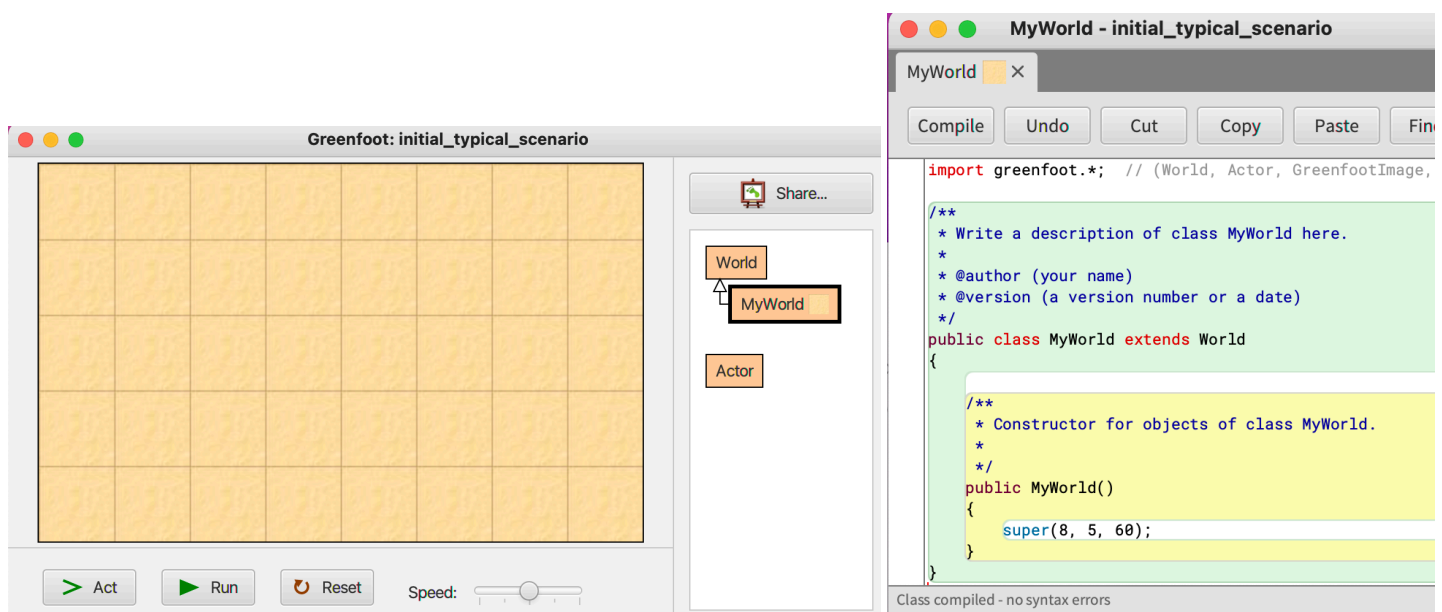 Greenfoot: initial_typical_scenario
Share...
World
MyWorld
Actor
Act
Run
Reset
Speed:
MyWorld - initial_typical_scenario
MyWorld
Compile
Undo
Cut
Copy
Paste
import greenfoot.*;  // (World, Actor, GreenfootImage,
/**
 * Write a description of class MyWorld here.
 *
 * @author (your name)
 * @version (a version number or a date)
 */
public class MyWorld extends World
{
    /**
     * Constructor for objects of class MyWorld.
     *
     */
    public MyWorld()
    {
        super(8, 5, 60);
    }
}
Class compiled - no syntax errors